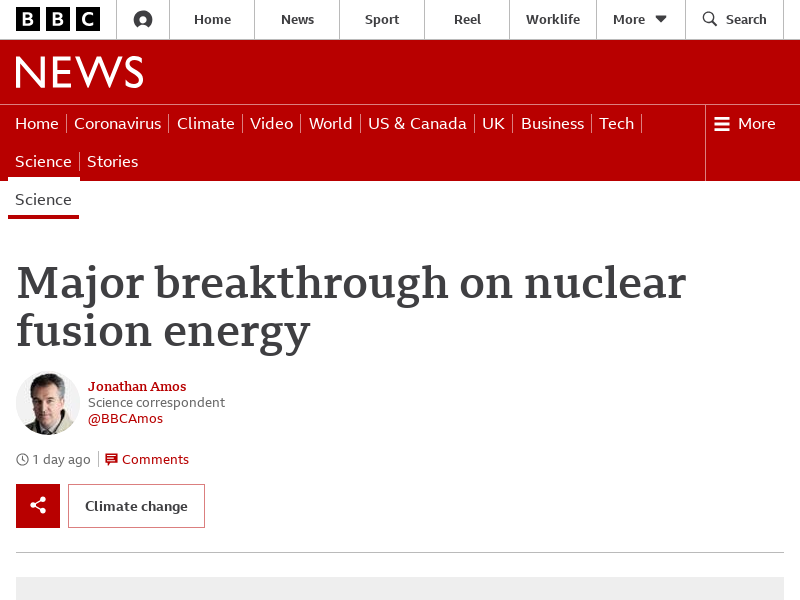 BBC Home News Sport Reel Worklife More Search
NEWS
Home Coronavirus Climate Video World US & Canada UK Business Tech More
Science Stories
Science
Major breakthrough on nuclear
fusion energy
Jonathan Amos
Science correspondent
@BBCAmos
1 day ago Comments
Climate change